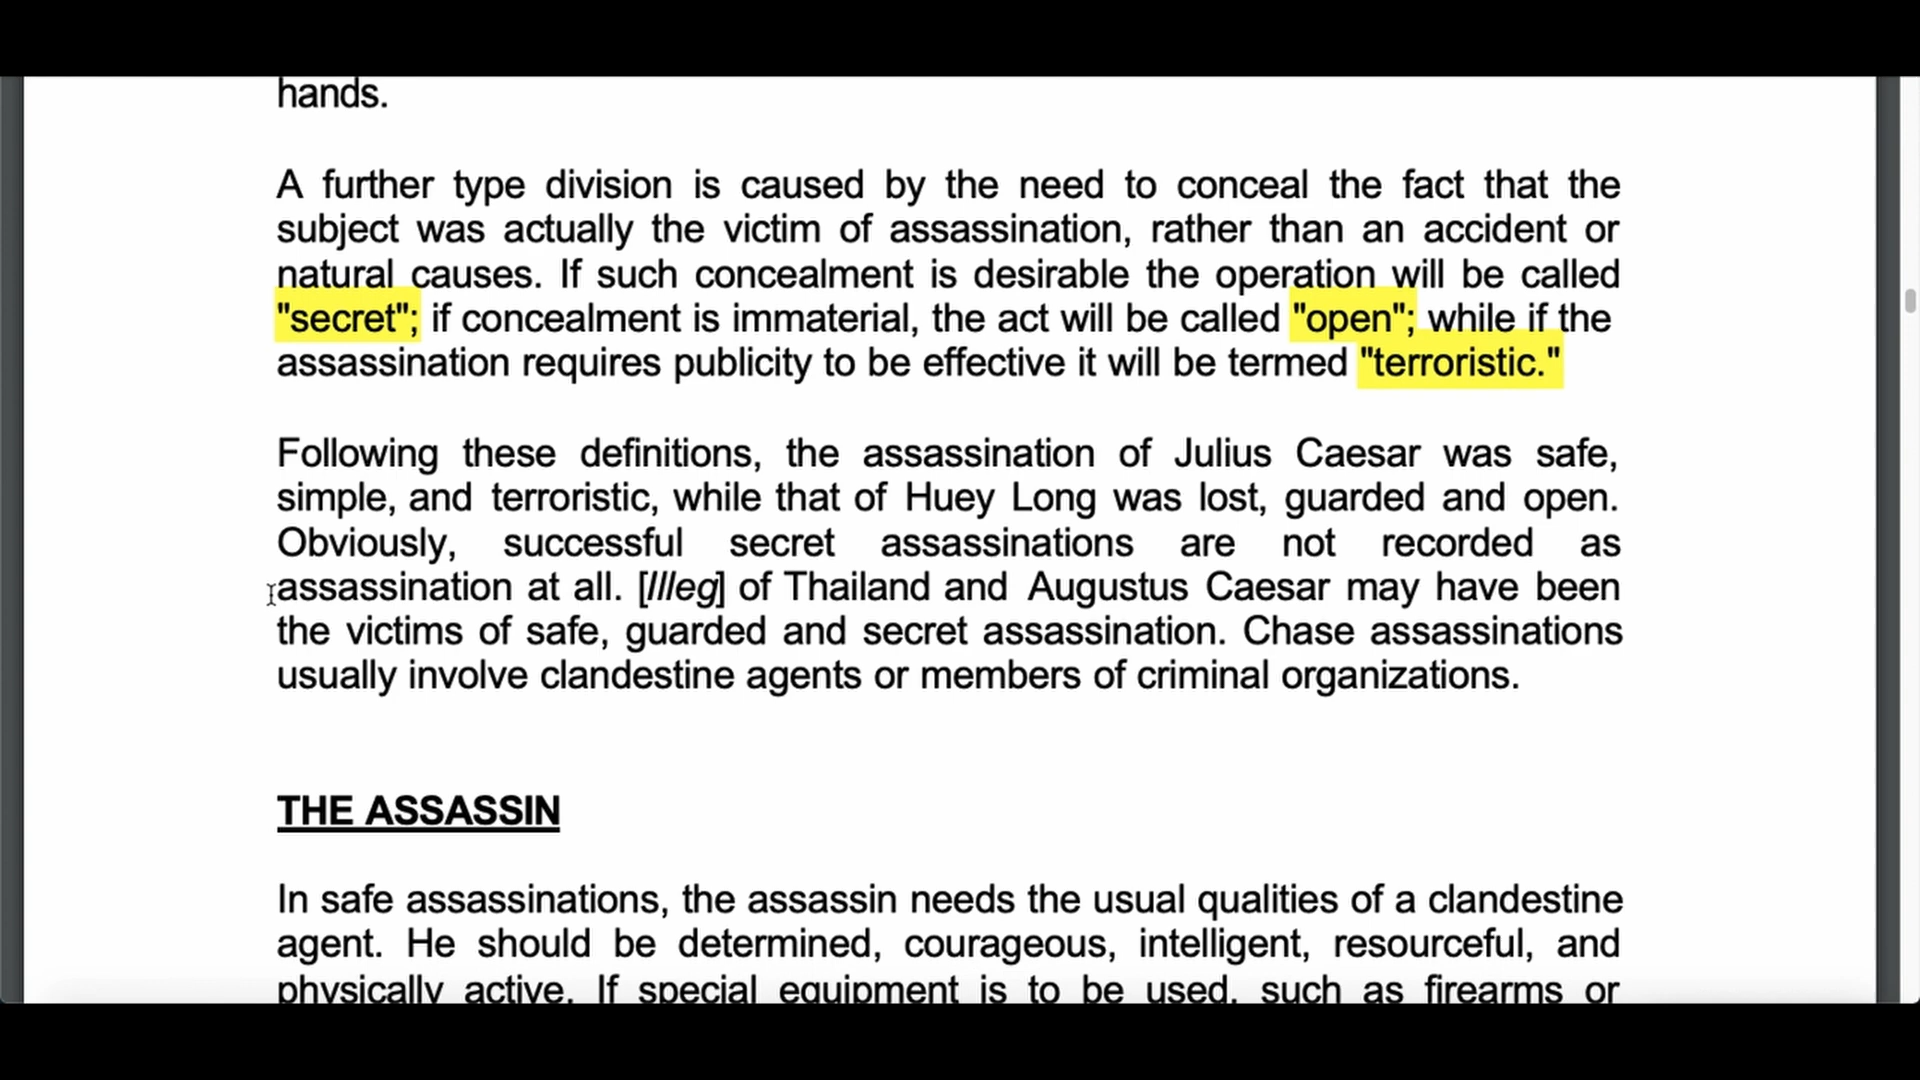 hands.
A further type division is caused by the need to conceal the fact that the
subject was actually the victim of assassination, rather than an accident or
natural causes. If such concealment is desirable the operation will be called
"secret"; if concealment is immaterial, the act will be called "open"; while if the
assassination requires publicity to be effective it will be termed "terroristic."
Following these definitions, the assassination of Julius Caesar was safe,
simple, and terroristic, while that of Huey Long was lost, guarded and open.
Obviously, successful secret assassinations are not recorded as
assassination at all. [Illeg] of Thailand and Augustus Caesar may have been
the victims of safe, guarded and secret assassination. Chase assassinations
usually involve clandestine agents or members of criminal organizations.
THE ASSASSIN
In safe assassinations, the assassin needs the usual qualities of a clandestine
agent. He should be determined, courageous, intelligent, resourceful, and
physically active. If special equipment is to be used, such as firearms or